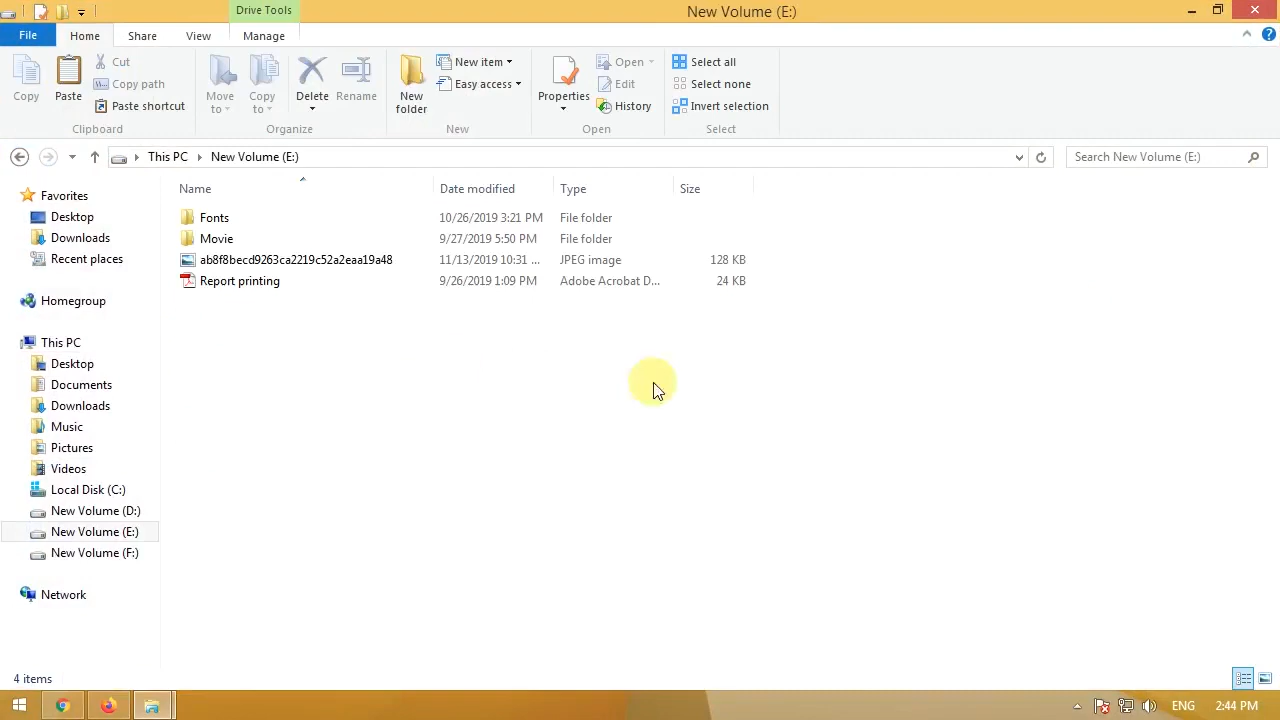 Drive Tools
New Volume (E:)
File
Home
Share
View
Manage
Copy
Paste
Cut
Copy path
Paste shortcut
Clipboard
Move to
Copy to
Delete
Rename
Organize
New folder
New item
Easy access
New
Properties
Open
Edit
History
Open
Select all
Select none
Invert selection
Select
This PC
New Volume (E:)
Search New Volume (E:)
Name
Date modified
Type
Size
Fonts 10/26/2019 3:21 PM File folder
Movie 9/27/2019 5:50 PM File folder
ab8f8becd9263ca2219c52a2eaa19a48 11/13/2019 10:31 ... JPEG image 128 KB
Report printing 9/26/2019 1:09 PM Adobe Acrobat D... 24 KB
Favorites
Desktop
Downloads
Recent places
Homegroup
This PC
Desktop
Documents
Downloads
Music
Pictures
Videos
Local Disk (C:)
New Volume (D:)
New Volume (E:)
New Volume (F:)
Network
4 items
ENG
2:44 PM